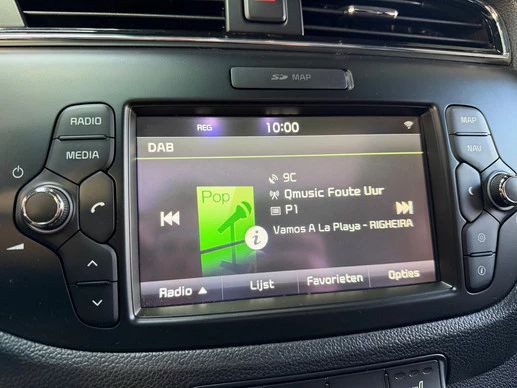 SD MAP
RADIO
MEDIA
MAP
NAV
REG 10:00
DAB
9C
Qmusic Foute Uur
P1
Vamos A La Playa - RIGHEIRA
Pop
i
Radio ▲ Lijst Favorieten Opties